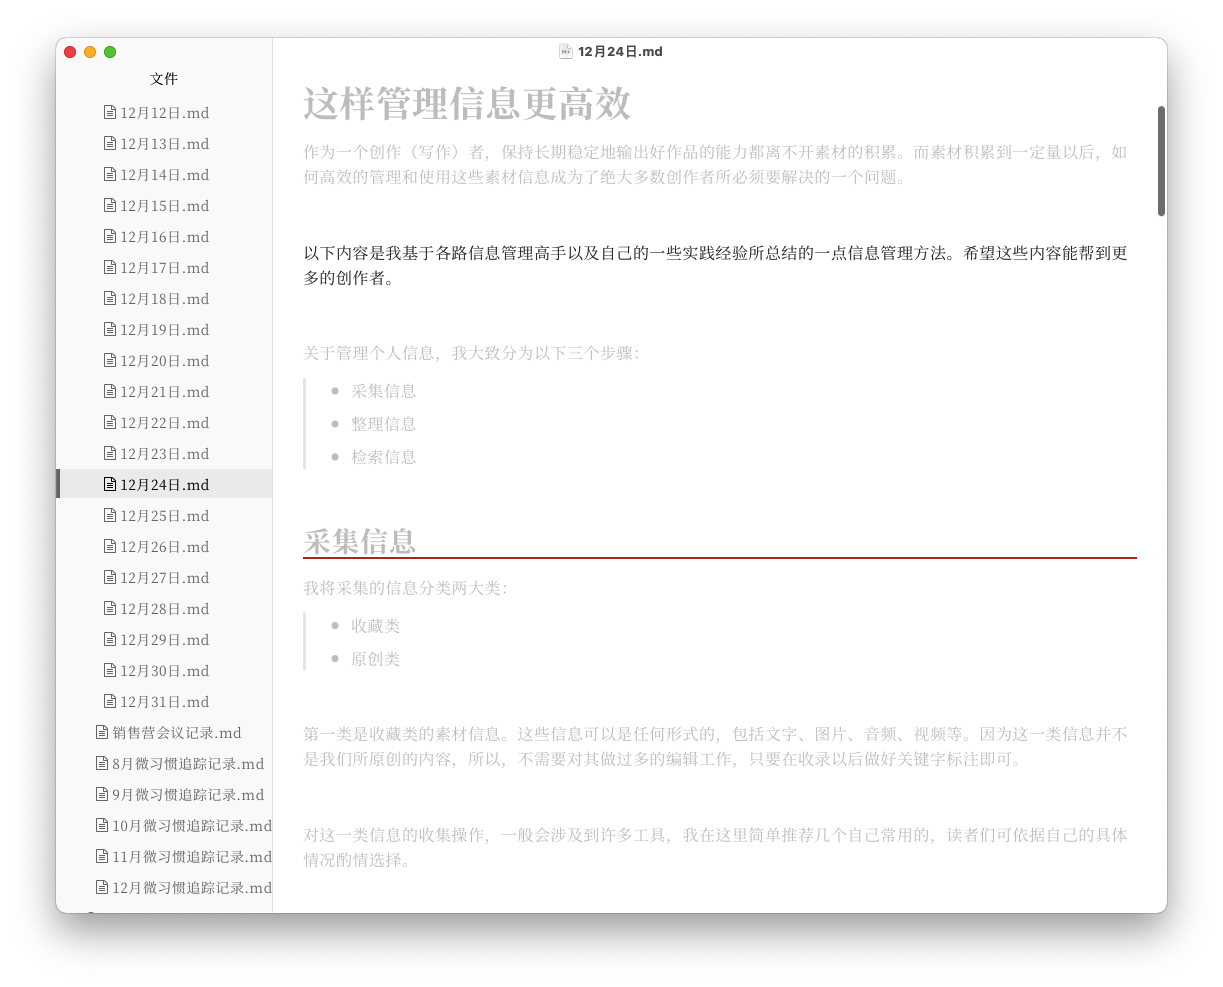 12月24日.md
文件
12月12日.md
12月13日.md
12月14日.md
12月15日.md
12月16日.md
12月17日.md
12月18日.md
12月19日.md
12月20日.md
12月21日.md
12月22日.md
12月23日.md
12月24日.md
12月25日.md
12月26日.md
12月27日.md
12月28日.md
12月29日.md
12月30日.md
12月31日.md
销售营会议记录.md
8月微习惯追踪记录.md
9月微习惯追踪记录.md
10月微习惯追踪记录.md
11月微习惯追踪记录.md
12月微习惯追踪记录.md
这样管理信息更高效
作为一个创作（写作）者，保持长期稳定地输出好作品的能力都离不开素材的积累。而素材积累到一定量以后，如
何高效的管理和使用这些素材信息成为了绝大多数创作者所必须要解决的一个问题。
以下内容是我基于各路信息管理高手以及自己的一些实践经验所总结的一点信息管理方法。希望这些内容能帮到更
多的创作者。
关于管理个人信息，我大致分为以下三个步骤：
采集信息
整理信息
检索信息
采集信息
我将采集的信息分类两大类：
收藏类
原创类
第一类是收藏类的素材信息。这些信息可以是任何形式的，包括文字、图片、音频、视频等。因为这一类信息并不
是我们所原创的内容，所以，不需要对其做过多的编辑工作，只要在收录以后做好关键字标注即可。
对这一类信息的收集操作，一般会涉及到许多工具，我在这里简单推荐几个自己常用的，读者们可依据自己的具体
情况酌情选择。